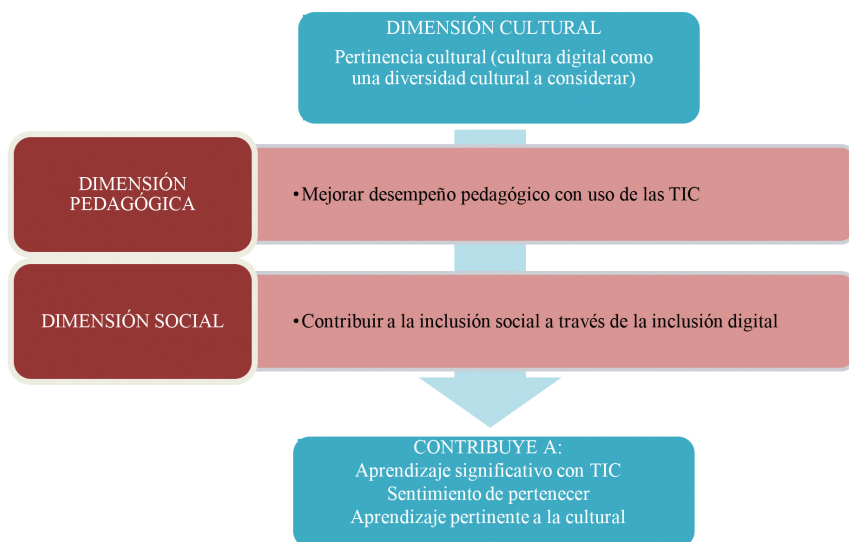 DIMENSIÓN CULTURAL
Pertinencia cultural (cultura digital como
una diversidad cultural a considerar)
DIMENSIÓN
PEDAGÓGICA
•Mejorar desempeño pedagógico con uso de las TIC
DIMENSIÓN SOCIAL
•Contribuir a la inclusión social a través de la inclusión digital
CONTRIBUYE A:
Aprendizaje significativo con TIC
Sentimiento de pertenecer
Aprendizaje pertinente a la cultural